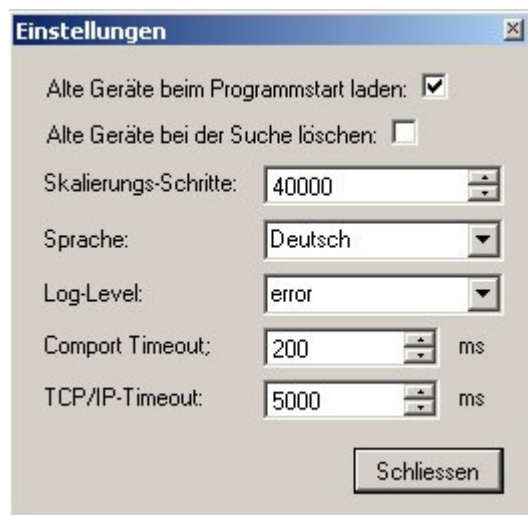 Einstellungen
Alte Geräte beim Programmstart laden:
Alte Geräte bei der Suche löschen:
Skalierungs-Schritte: 40000
Sprache: Deutsch
Log-Level: error
Comport Timeout; 200 ms
TCP/IP-Timeout: 5000 ms
Schliessen